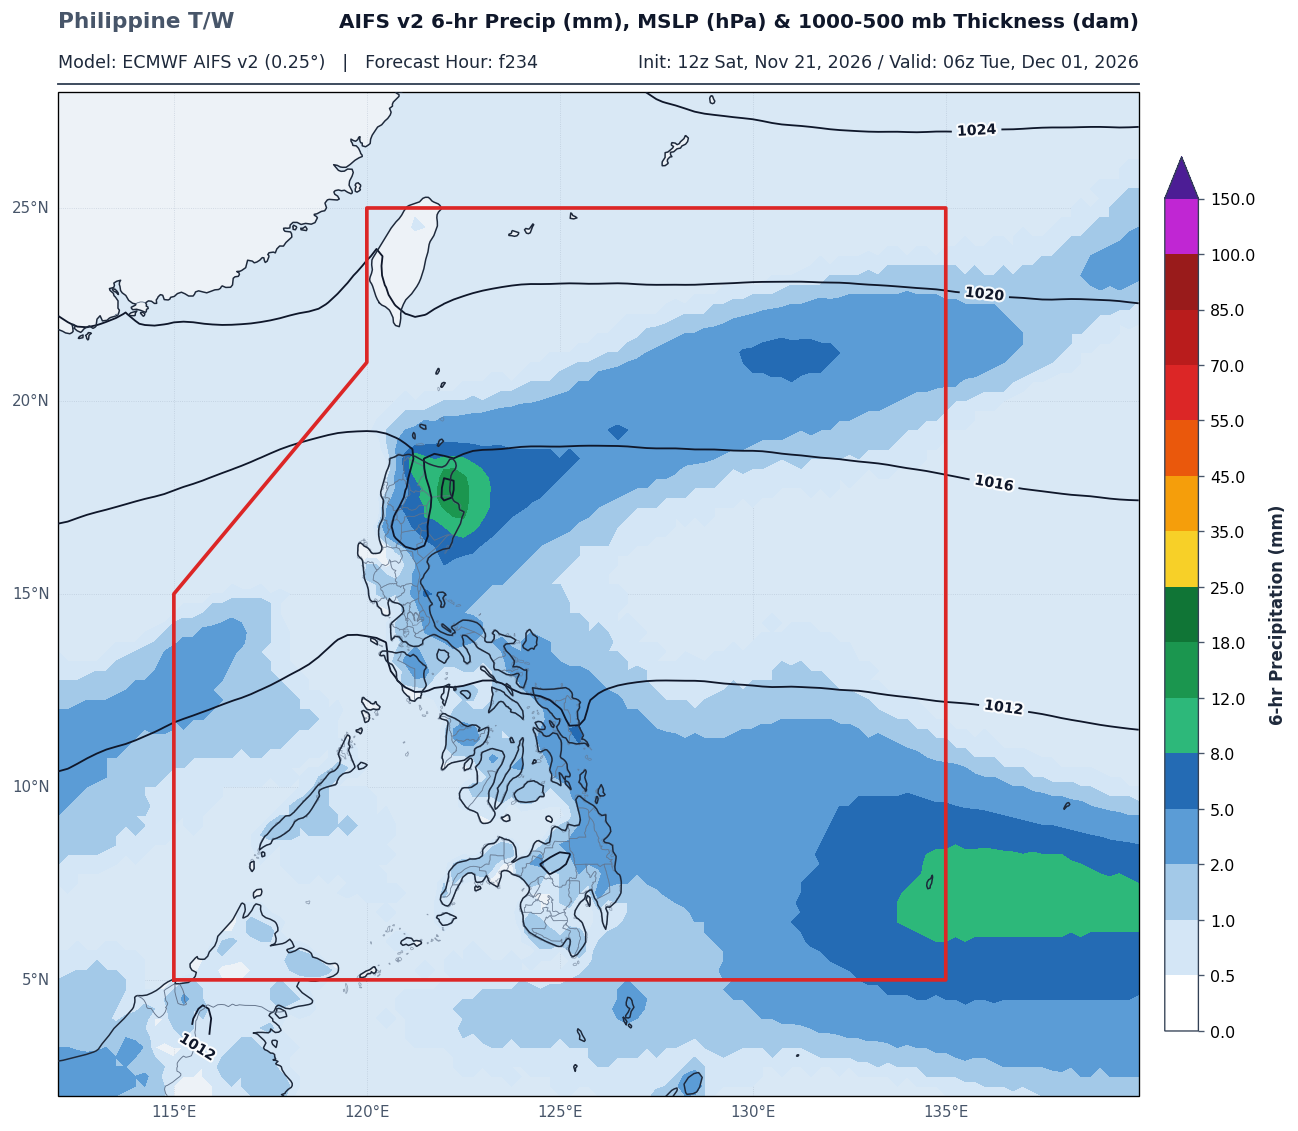 Philippine T/W
AIFS v2 6-hr Precip (mm), MSLP (hPa) & 1000-500 mb Thickness (dam)
Model: ECMWF AIFS v2 (0.25°) | Forecast Hour: f234
Init: 12z Sat, Nov 21, 2026 / Valid: 06z Tue, Dec 01, 2026
1024
1020
1016
1012
1012
25°N
20°N
15°N
10°N
5°N
115°E
120°E
125°E
130°E
135°E
150.0
100.0
85.0
70.0
55.0
45.0
35.0
25.0
18.0
12.0
8.0
5.0
2.0
1.0
0.5
0.0
6-hr Precipitation (mm)